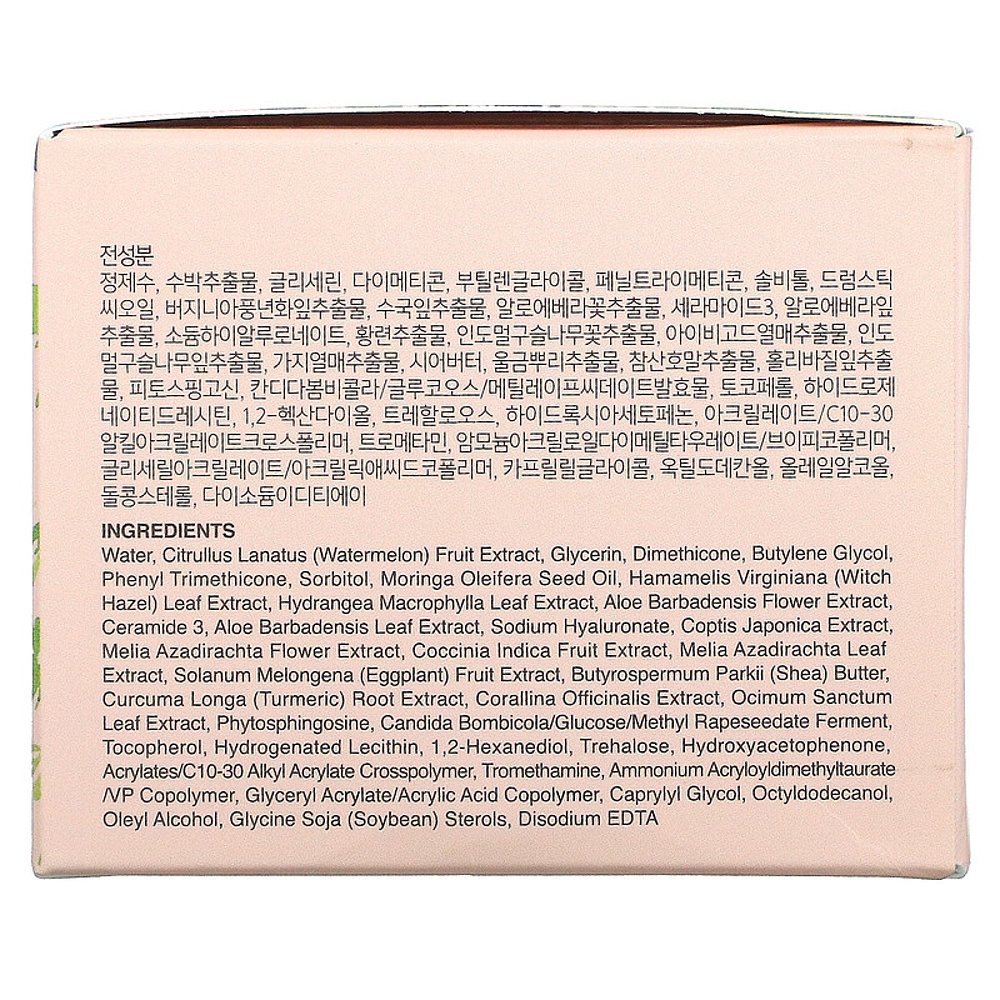 전성분
정제수, 수박추출물, 글리세린, 다이메티콘, 부틸렌글라이콜, 페닐트라이메티콘, 솔비톨, 드럼스틱
씨오일, 버지니아풍년화잎추출물, 수국잎추출물, 알로에베라꽃추출물, 세라마이드3, 알로에베라잎
추출물, 소듐하이알루로네이트, 황련추출물, 인도멀구슬나무꽃추출물, 아이비고드열매추출물, 인도
멀구슬나무잎추출물, 가지열매추출물, 시어버터, 울금뿌리추출물, 참산호말추출물, 홀리바질잎추출
물, 피토스핑고신, 칸디다봄비콜라/글루코오스/메틸레이프씨데이트발효물, 토코페롤, 하이드로제
네이티드레시틴, 1,2-헥산다이올, 트레할로오스, 하이드록시아세토페논, 아크릴레이트/C10-30
알킬아크릴레이트크로스폴리머, 트로메타민, 암모늄아크릴로일다이메틸타우레이트/브이피코폴리머,
글리세릴아크릴레이트/아크릴릭애씨드코폴리머, 카프릴릴글라이콜, 옥틸도데칸올, 올레일알코올,
돌콩스테롤, 다이소듐이디티에이
INGREDIENTS
Water, Citrullus Lanatus (Watermelon) Fruit Extract, Glycerin, Dimethicone, Butylene Glycol,
Phenyl Trimethicone, Sorbitol, Moringa Oleifera Seed Oil, Hamamelis Virginiana (Witch
Hazel) Leaf Extract, Hydrangea Macrophylla Leaf Extract, Aloe Barbadensis Flower Extract,
Ceramide 3, Aloe Barbadensis Leaf Extract, Sodium Hyaluronate, Coptis Japonica Extract,
Melia Azadirachta Flower Extract, Coccinia Indica Fruit Extract, Melia Azadirachta Leaf
Extract, Solanum Melongena (Eggplant) Fruit Extract, Butyrospermum Parkii (Shea) Butter,
Curcuma Longa (Turmeric) Root Extract, Corallina Officinalis Extract, Ocimum Sanctum
Leaf Extract, Phytosphingosine, Candida Bombicola/Glucose/Methyl Rapeseedate Ferment,
Tocopherol, Hydrogenated Lecithin, 1,2-Hexanediol, Trehalose, Hydroxyacetophenone,
Acrylates/C10-30 Alkyl Acrylate Crosspolymer, Tromethamine, Ammonium Acryloyldimethyltaurate
/VP Copolymer, Glyceryl Acrylate/Acrylic Acid Copolymer, Caprylyl Glycol, Octyldodecanol,
Oleyl Alcohol, Glycine Soja (Soybean) Sterols, Disodium EDTA